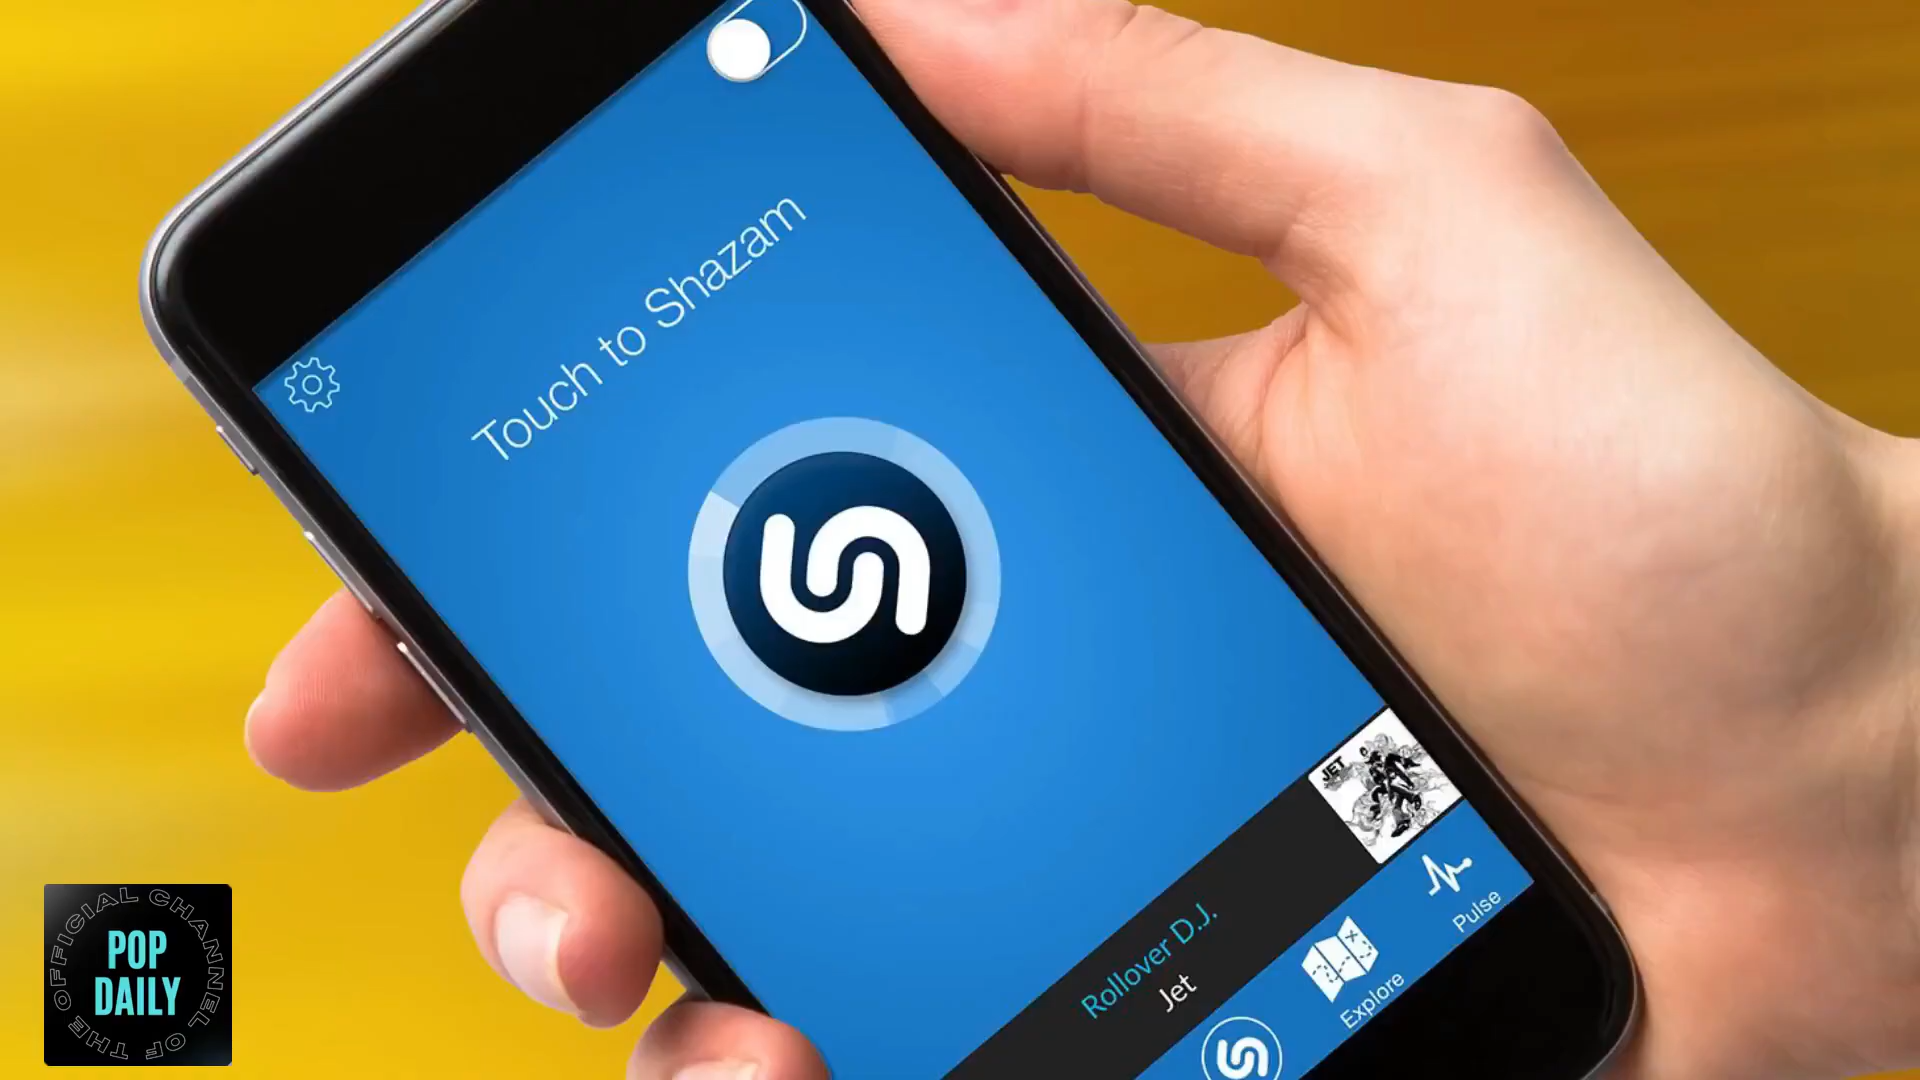 Touch to Shazam
JET
Rollover D.J.
Jet
Pulse
Explore
POP
DAILY
OFFICIAL CHANNEL OF THE